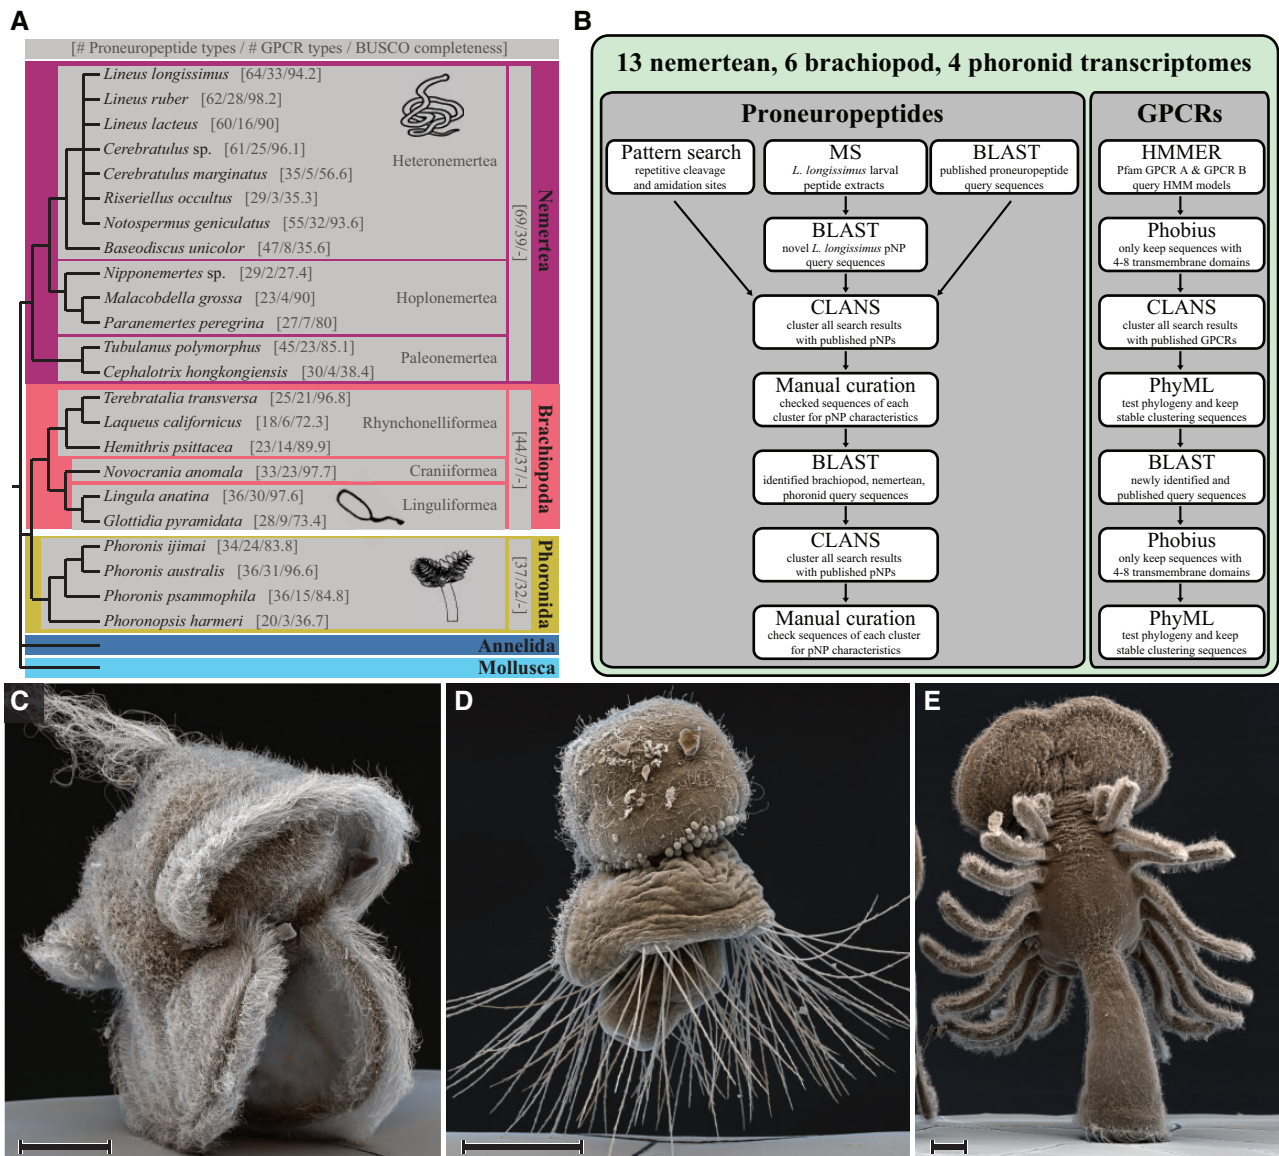 A
[# Proneuropeptide types / # GPCR types / BUSCO completeness]
Lineus longissimus [64/33/94.2]
Lineus ruber [62/28/98.2]
Lineus lacteus [60/16/90]
Cerebratulus sp. [61/25/96.1]
Cerebratulus marginatus [35/5/56.6]
Riseriellus occultus [29/3/35.3]
Notospermus geniculatus [55/32/93.6]
Baseodiscus unicolor [47/8/35.6]
Heteronemertea
Nipponemertes sp. [29/2/27.4]
Malacobdella grossa [23/4/90]
Paranemertes peregrina [27/7/80]
Hoplonemertea
Tubulanus polymorphus [45/23/85.1]
Cephalotrix hongkongiensis [30/4/38.4]
Paleonemertea
[69/39/-]
Nemertea
Terebratalia transversa [25/21/96.8]
Laqueus californicus [18/6/72.3]
Hemithris psittacea [23/14/89.9]
Rhynchonelliformea
Novocrania anomala [33/23/97.7]
Craniiformea
Lingula anatina [36/30/97.6]
Glottidia pyramidata [28/9/73.4]
Linguliformea
[44/37/-]
Brachiopoda
Phoronis ijimai [34/24/83.8]
Phoronis australis [36/31/96.6]
Phoronis psammophila [36/15/84.8]
Phoronopsis harmeri [20/3/36.7]
[37/32/-]
Phoronida
Annelida
Mollusca
B
13 nemertean, 6 brachiopod, 4 phoronid transcriptomes
Proneuropeptides
Pattern search
repetitive cleavage
and amidation sites
MS
L. longissimus larval
peptide extracts
BLAST
published proneuropeptide
query sequences
BLAST
novel L. longissimus pNP
query sequences
CLANS
cluster all search results
with published pNPs
Manual curation
checked sequences of each
cluster for pNP characteristics
BLAST
identified brachiopod, nemertean,
phoronid query sequences
CLANS
cluster all search results
with published pNPs
Manual curation
check sequences of each cluster
for pNP characteristics
GPCRs
HMMER
Pfam GPCR A & GPCR B
query HMM models
Phobius
only keep sequences with
4-8 transmembrane domains
CLANS
cluster all search results
with published GPCRs
PhyML
test phylogeny and keep
stable clustering sequences
BLAST
newly identified and
published query sequences
Phobius
only keep sequences with
4-8 transmembrane domains
PhyML
test phylogeny and keep
stable clustering sequences
C
D
E